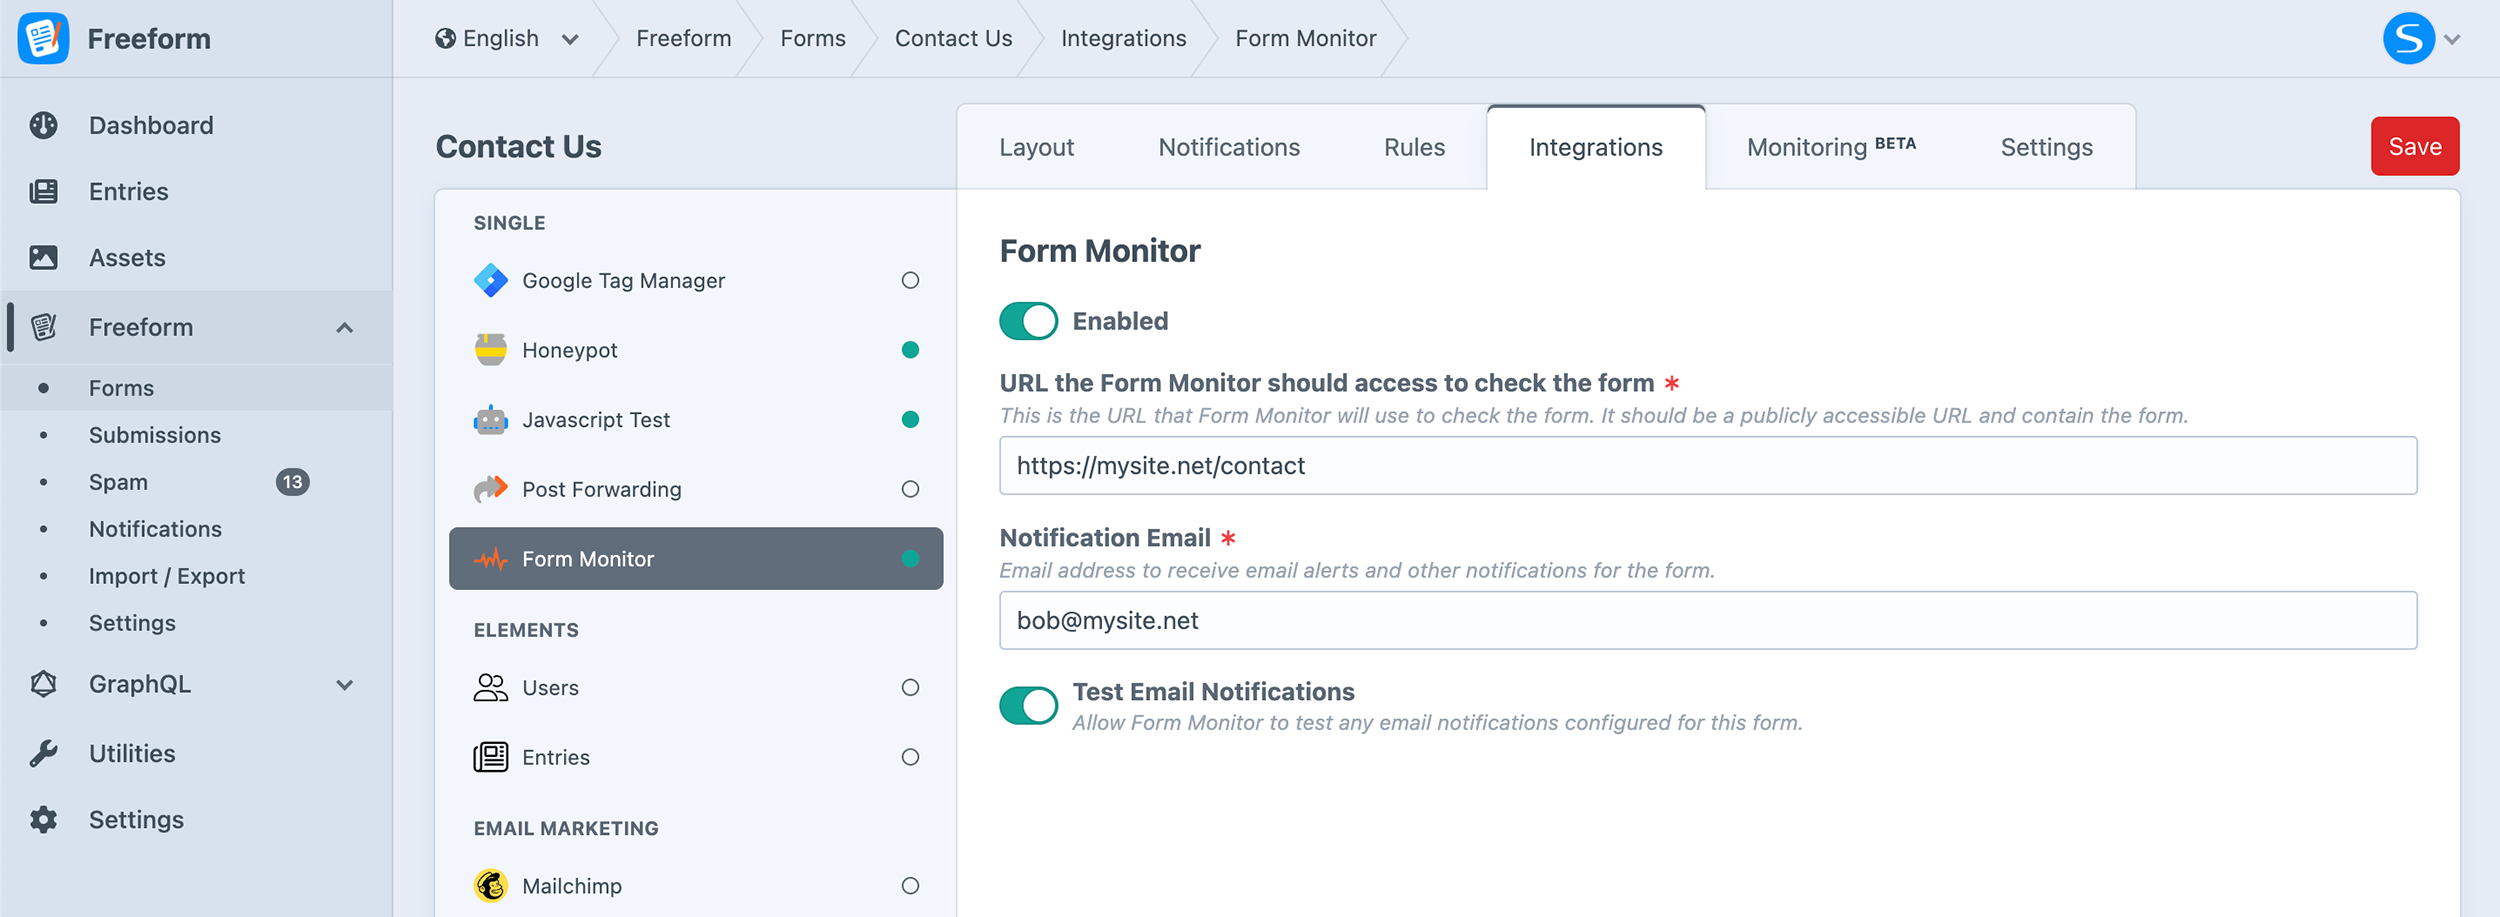 Freeform
English
Freeform
Forms
Contact Us
Integrations
Form Monitor
S
Dashboard
Entries
Assets
Freeform
Forms
Submissions
Spam 13
Notifications
Import / Export
Settings
GraphQL
Utilities
Settings
Contact Us
Layout
Notifications
Rules
Integrations
Monitoring BETA
Settings
Save
SINGLE
Google Tag Manager
Honeypot
Javascript Test
Post Forwarding
Form Monitor
ELEMENTS
Users
Entries
EMAIL MARKETING
Mailchimp
Form Monitor
Enabled
URL the Form Monitor should access to check the form *
This is the URL that Form Monitor will use to check the form. It should be a publicly accessible URL and contain the form.
https://mysite.net/contact
Notification Email *
Email address to receive email alerts and other notifications for the form.
bob@mysite.net
Test Email Notifications
Allow Form Monitor to test any email notifications configured for this form.